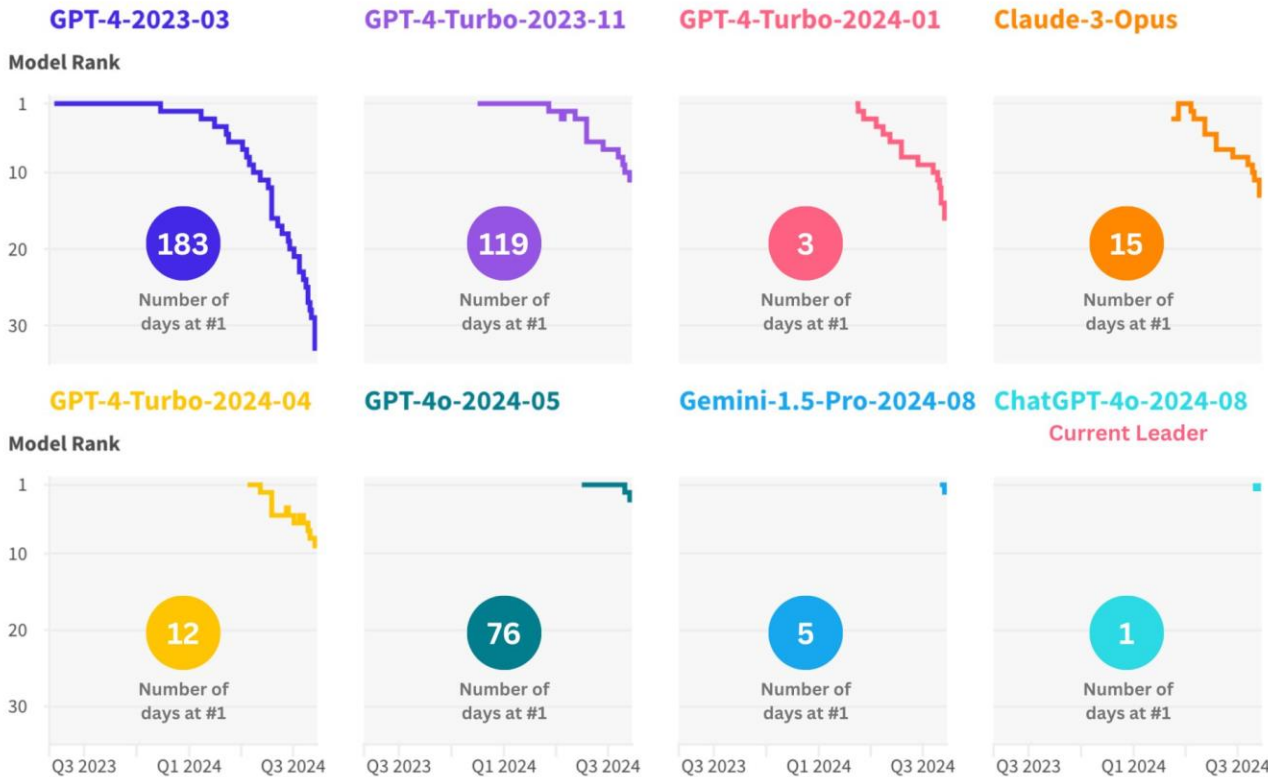 GPT-4-2023-03
GPT-4-Turbo-2023-11
GPT-4-Turbo-2024-01
Claude-3-Opus
Model Rank
1
10
20
30
183
Number of
days at #1
119
Number of
days at #1
3
Number of
days at #1
15
Number of
days at #1
GPT-4-Turbo-2024-04
GPT-4o-2024-05
Gemini-1.5-Pro-2024-08
ChatGPT-4o-2024-08
Current Leader
Model Rank
1
10
20
30
12
Number of
days at #1
76
Number of
days at #1
5
Number of
days at #1
1
Number of
days at #1
Q3 2023 Q1 2024 Q3 2024
Q3 2023 Q1 2024 Q3 2024
Q3 2023 Q1 2024 Q3 2024
Q3 2023 Q1 2024 Q3 2024